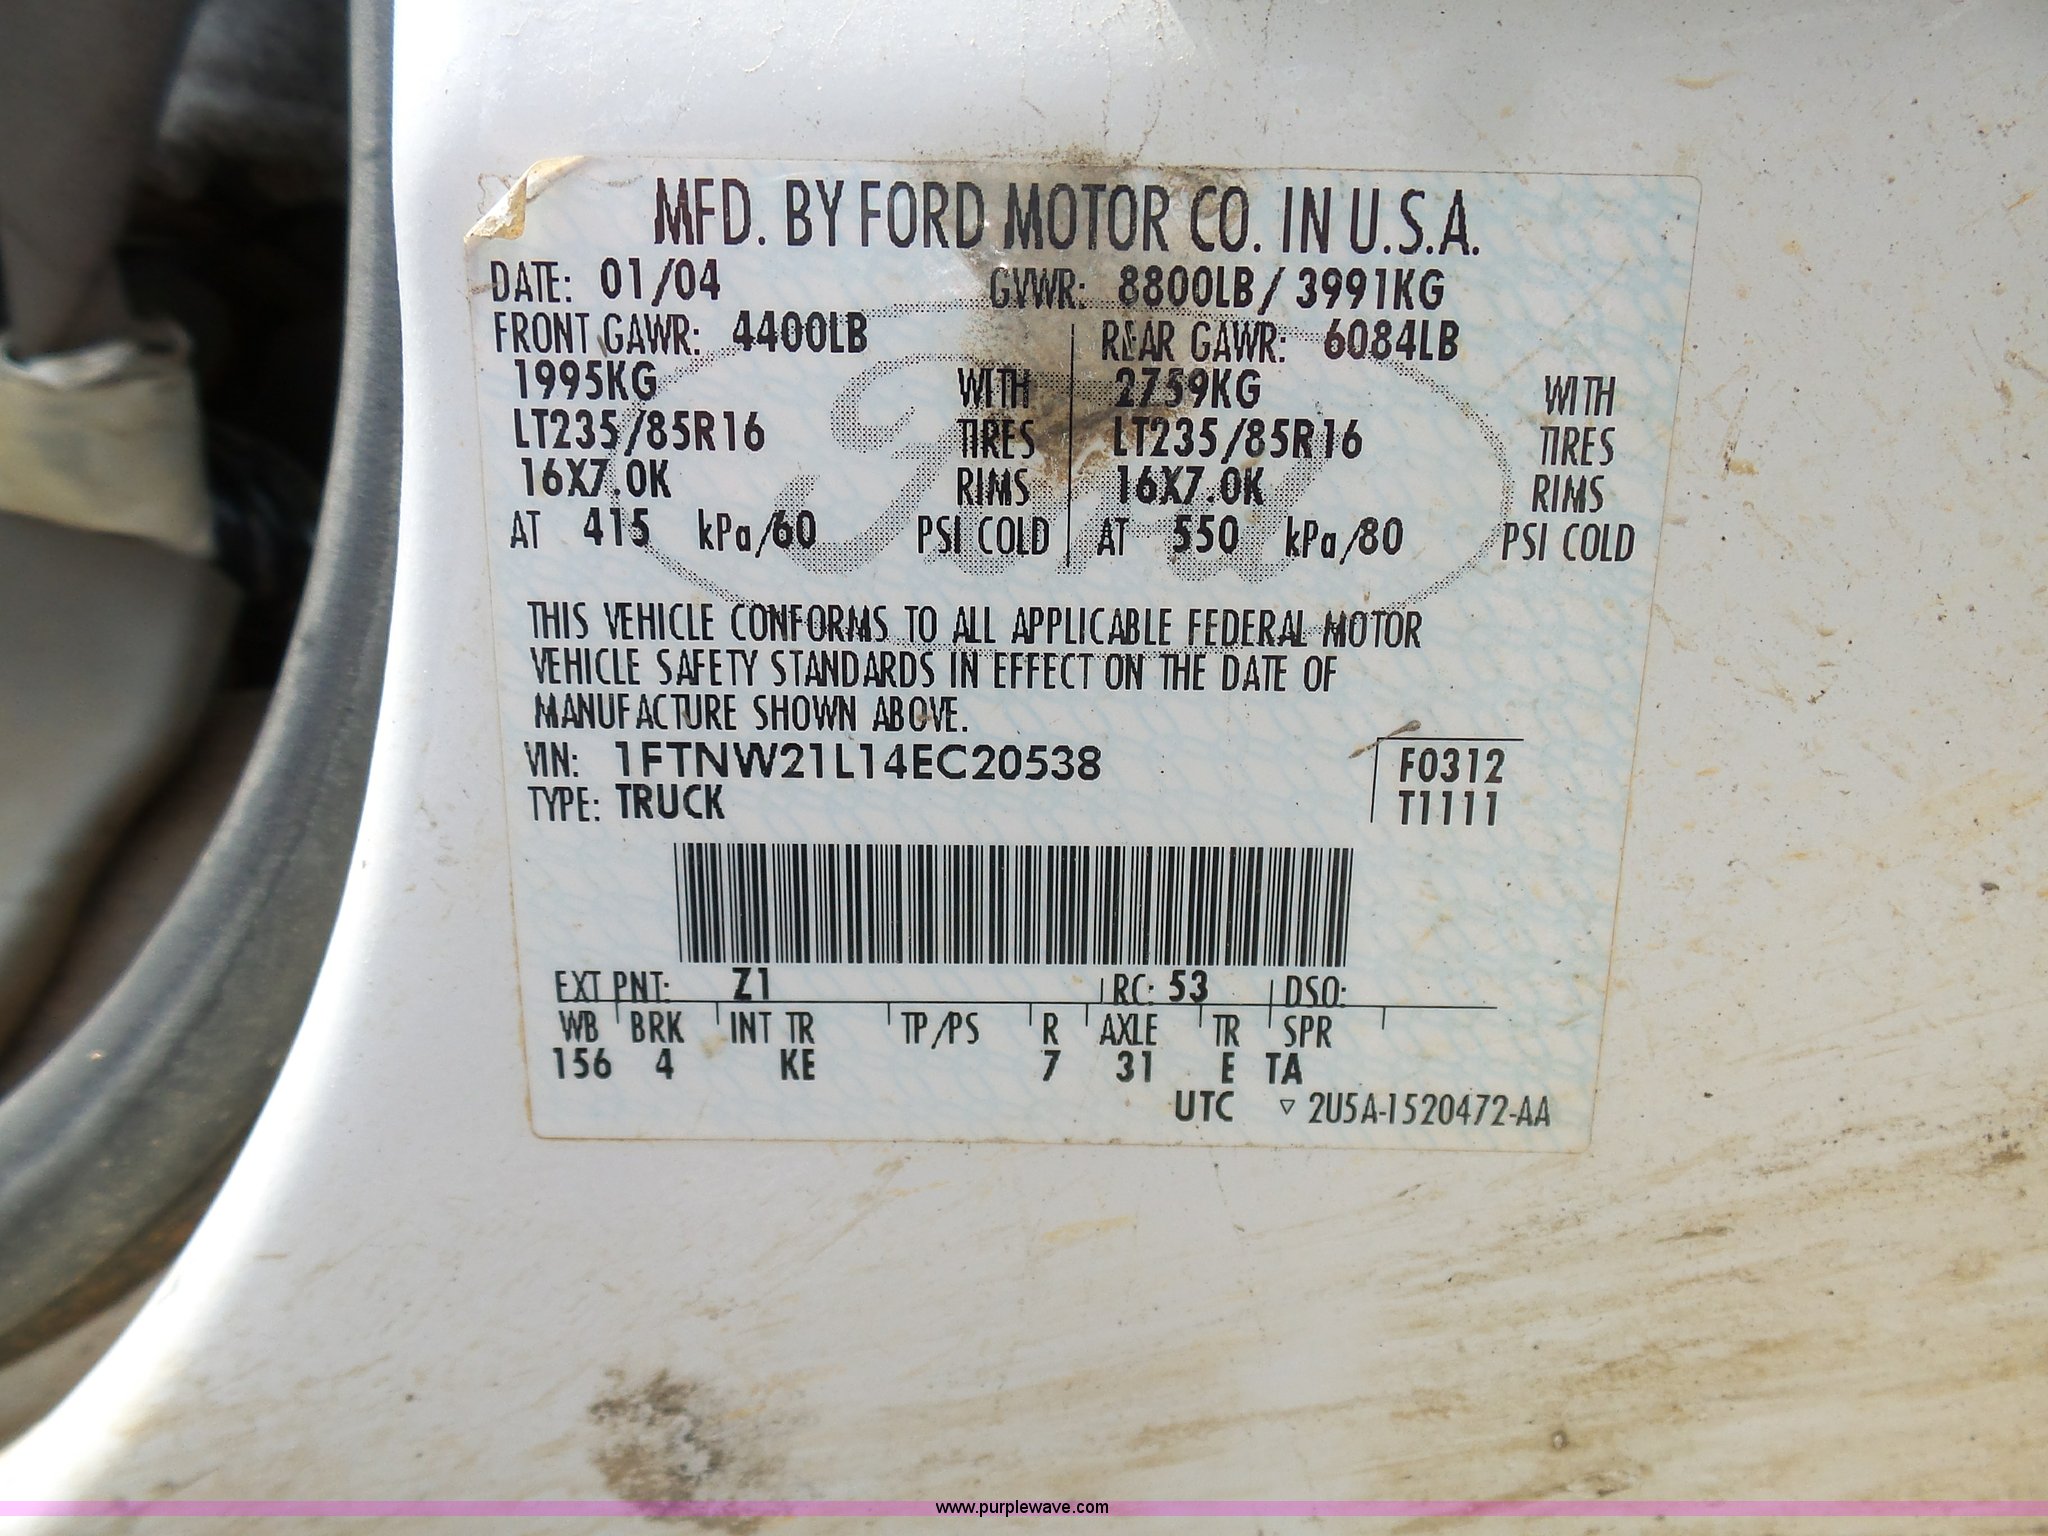 MFD. BY FORD MOTOR CO. IN U.S.A.
DATE: 01/04 GVWR: 8800LB / 3991KG
FRONT GAWR: 4400LB REAR GAWR: 6084LB
1995KG WITH 2759KG WITH
LT235/85R16 TIRES LT235/85R16 TIRES
16X7.0K RIMS 16X7.0K RIMS
AT 415 kPa/60 PSI COLD AT 550 kPa/80 PSI COLD
Ford
THIS VEHICLE CONFORMS TO ALL APPLICABLE FEDERAL MOTOR
VEHICLE SAFETY STANDARDS IN EFFECT ON THE DATE OF
MANUFACTURE SHOWN ABOVE.
VIN: 1FTNW21L14EC20538 F0312
TYPE: TRUCK T1111
EXT PNT: Z1 RC: 53 DSO:
WB BRK INT TR TP/PS R AXLE TR SPR
156 4 KE 7 31 E TA
UTC ▽ 2U5A-1520472-AA
www.purplewave.com